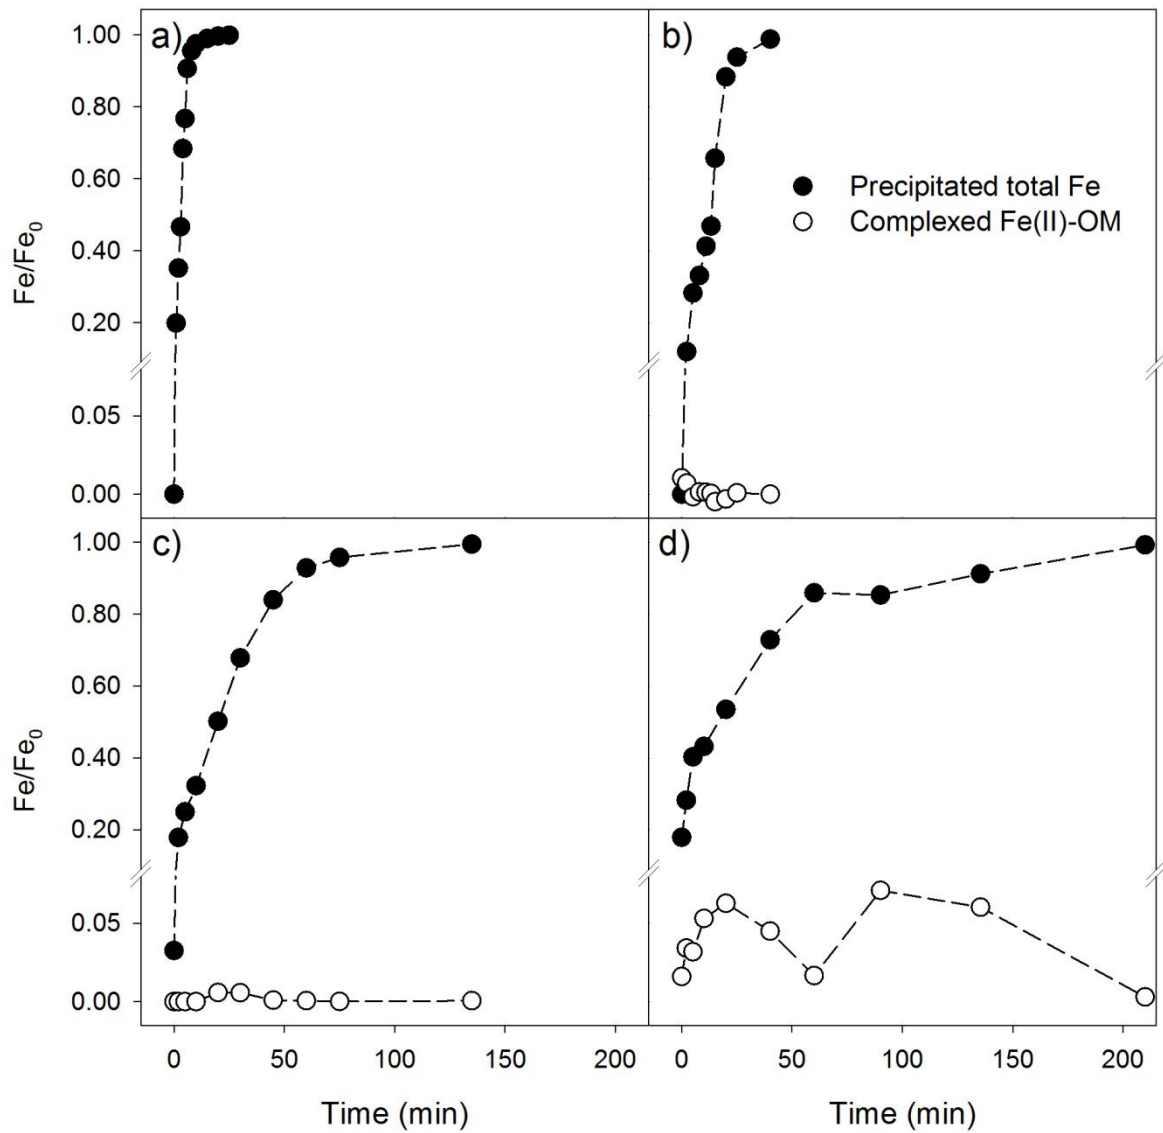 a)
b)
1.00
0.80
0.60
0.40
0.20
0.05
0.00
Fe/Fe₀
Precipitated total Fe
Complexed Fe(II)-OM
c)
d)
1.00
0.80
0.60
0.40
0.20
0.05
0.00
Fe/Fe₀
0 50 100 150 200
0 50 100 150 200
Time (min)
Time (min)